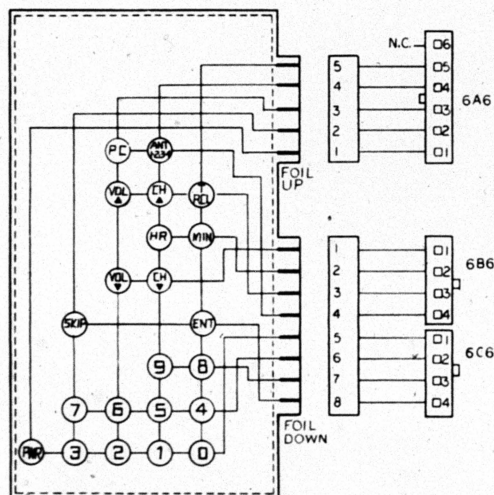 N.C. 6
5 5
4 4
3 3 6A6
2 2
1 1
FOIL
UP
PC ANT
1-2-3-4
VOL ▲ CH ▲ RCL
HR MIN
VOL ▼ CH ▼
SKIP ENT
9 8
7 6 5 4
PWR 3 2 1 0
1 1
2 2 6B6
3 3
4 4
5 1
6 2 6C6
7 3
8 4
FOIL
DOWN